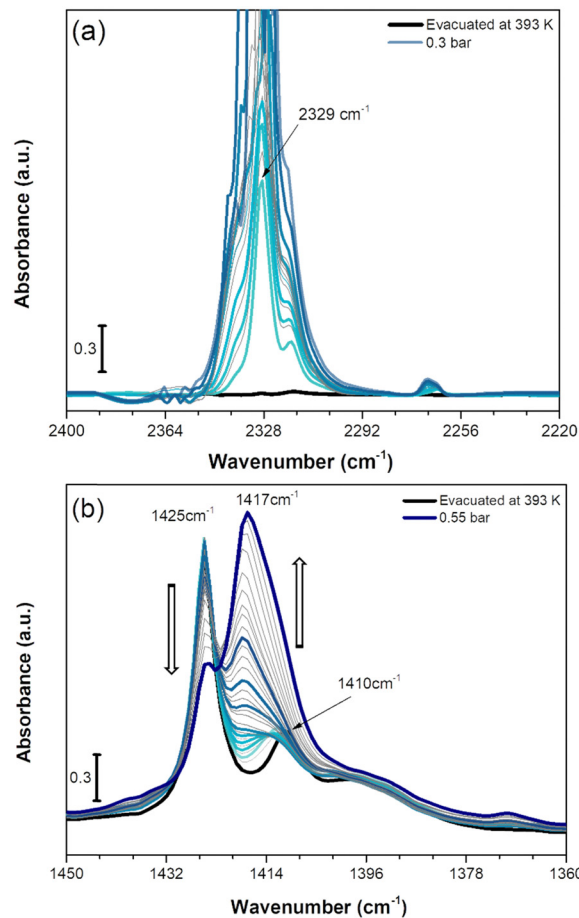 (a)
Evacuated at 393 K
0.3 bar
2329 cm⁻¹
Absorbance (a.u.)
0.3
2400 2364 2328 2292 2256 2220
Wavenumber (cm⁻¹)
(b)
Evacuated at 393 K
0.55 bar
1417cm⁻¹
1425cm⁻¹
1410cm⁻¹
Absorbance (a.u.)
0.3
1450 1432 1414 1396 1378 1360
Wavenumber (cm⁻¹)